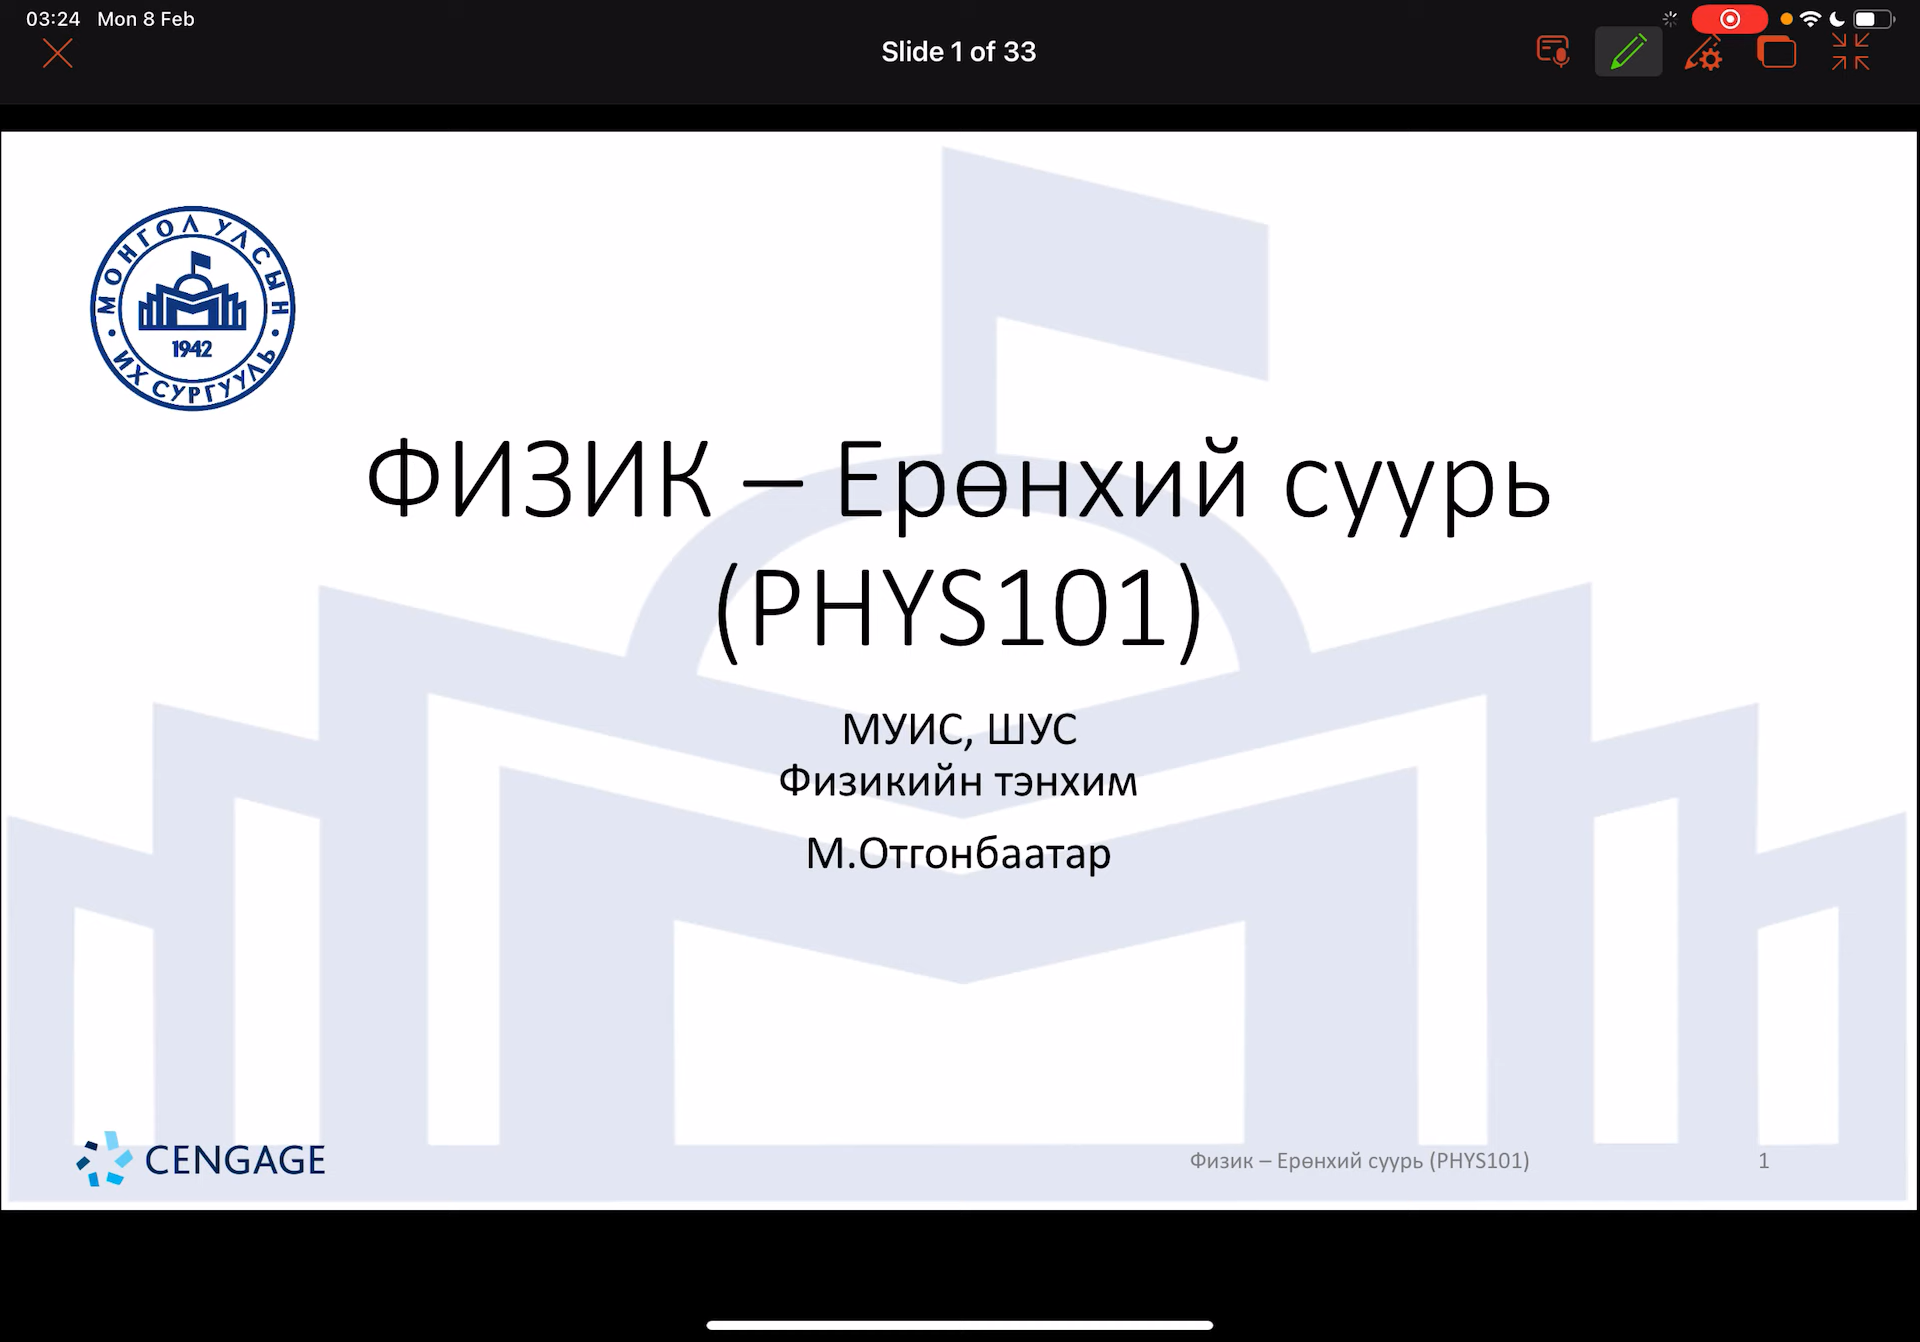 03:24 Mon 8 Feb
Slide 1 of 33
МОНГОЛ УЛСЫН
1942
ИХ СУРГУУЛЬ
ФИЗИК – Ерөнхий суурь
(PHYS101)
МУИС, ШУС
Физикийн тэнхим
М.Отгонбаатар
CENGAGE
Физик – Ерөнхий суурь (PHYS101)
1